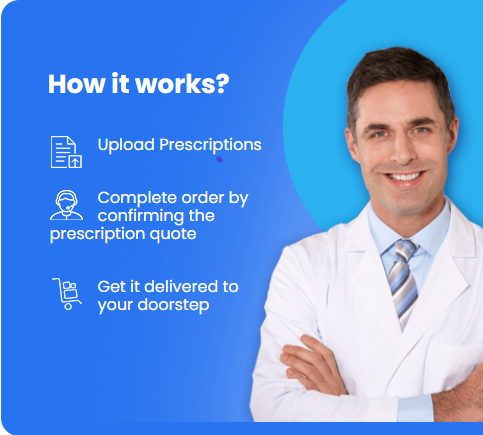 How it works?
Upload Prescriptions
Complete order by
confirming the
prescription quote
Get it delivered to
your doorstep